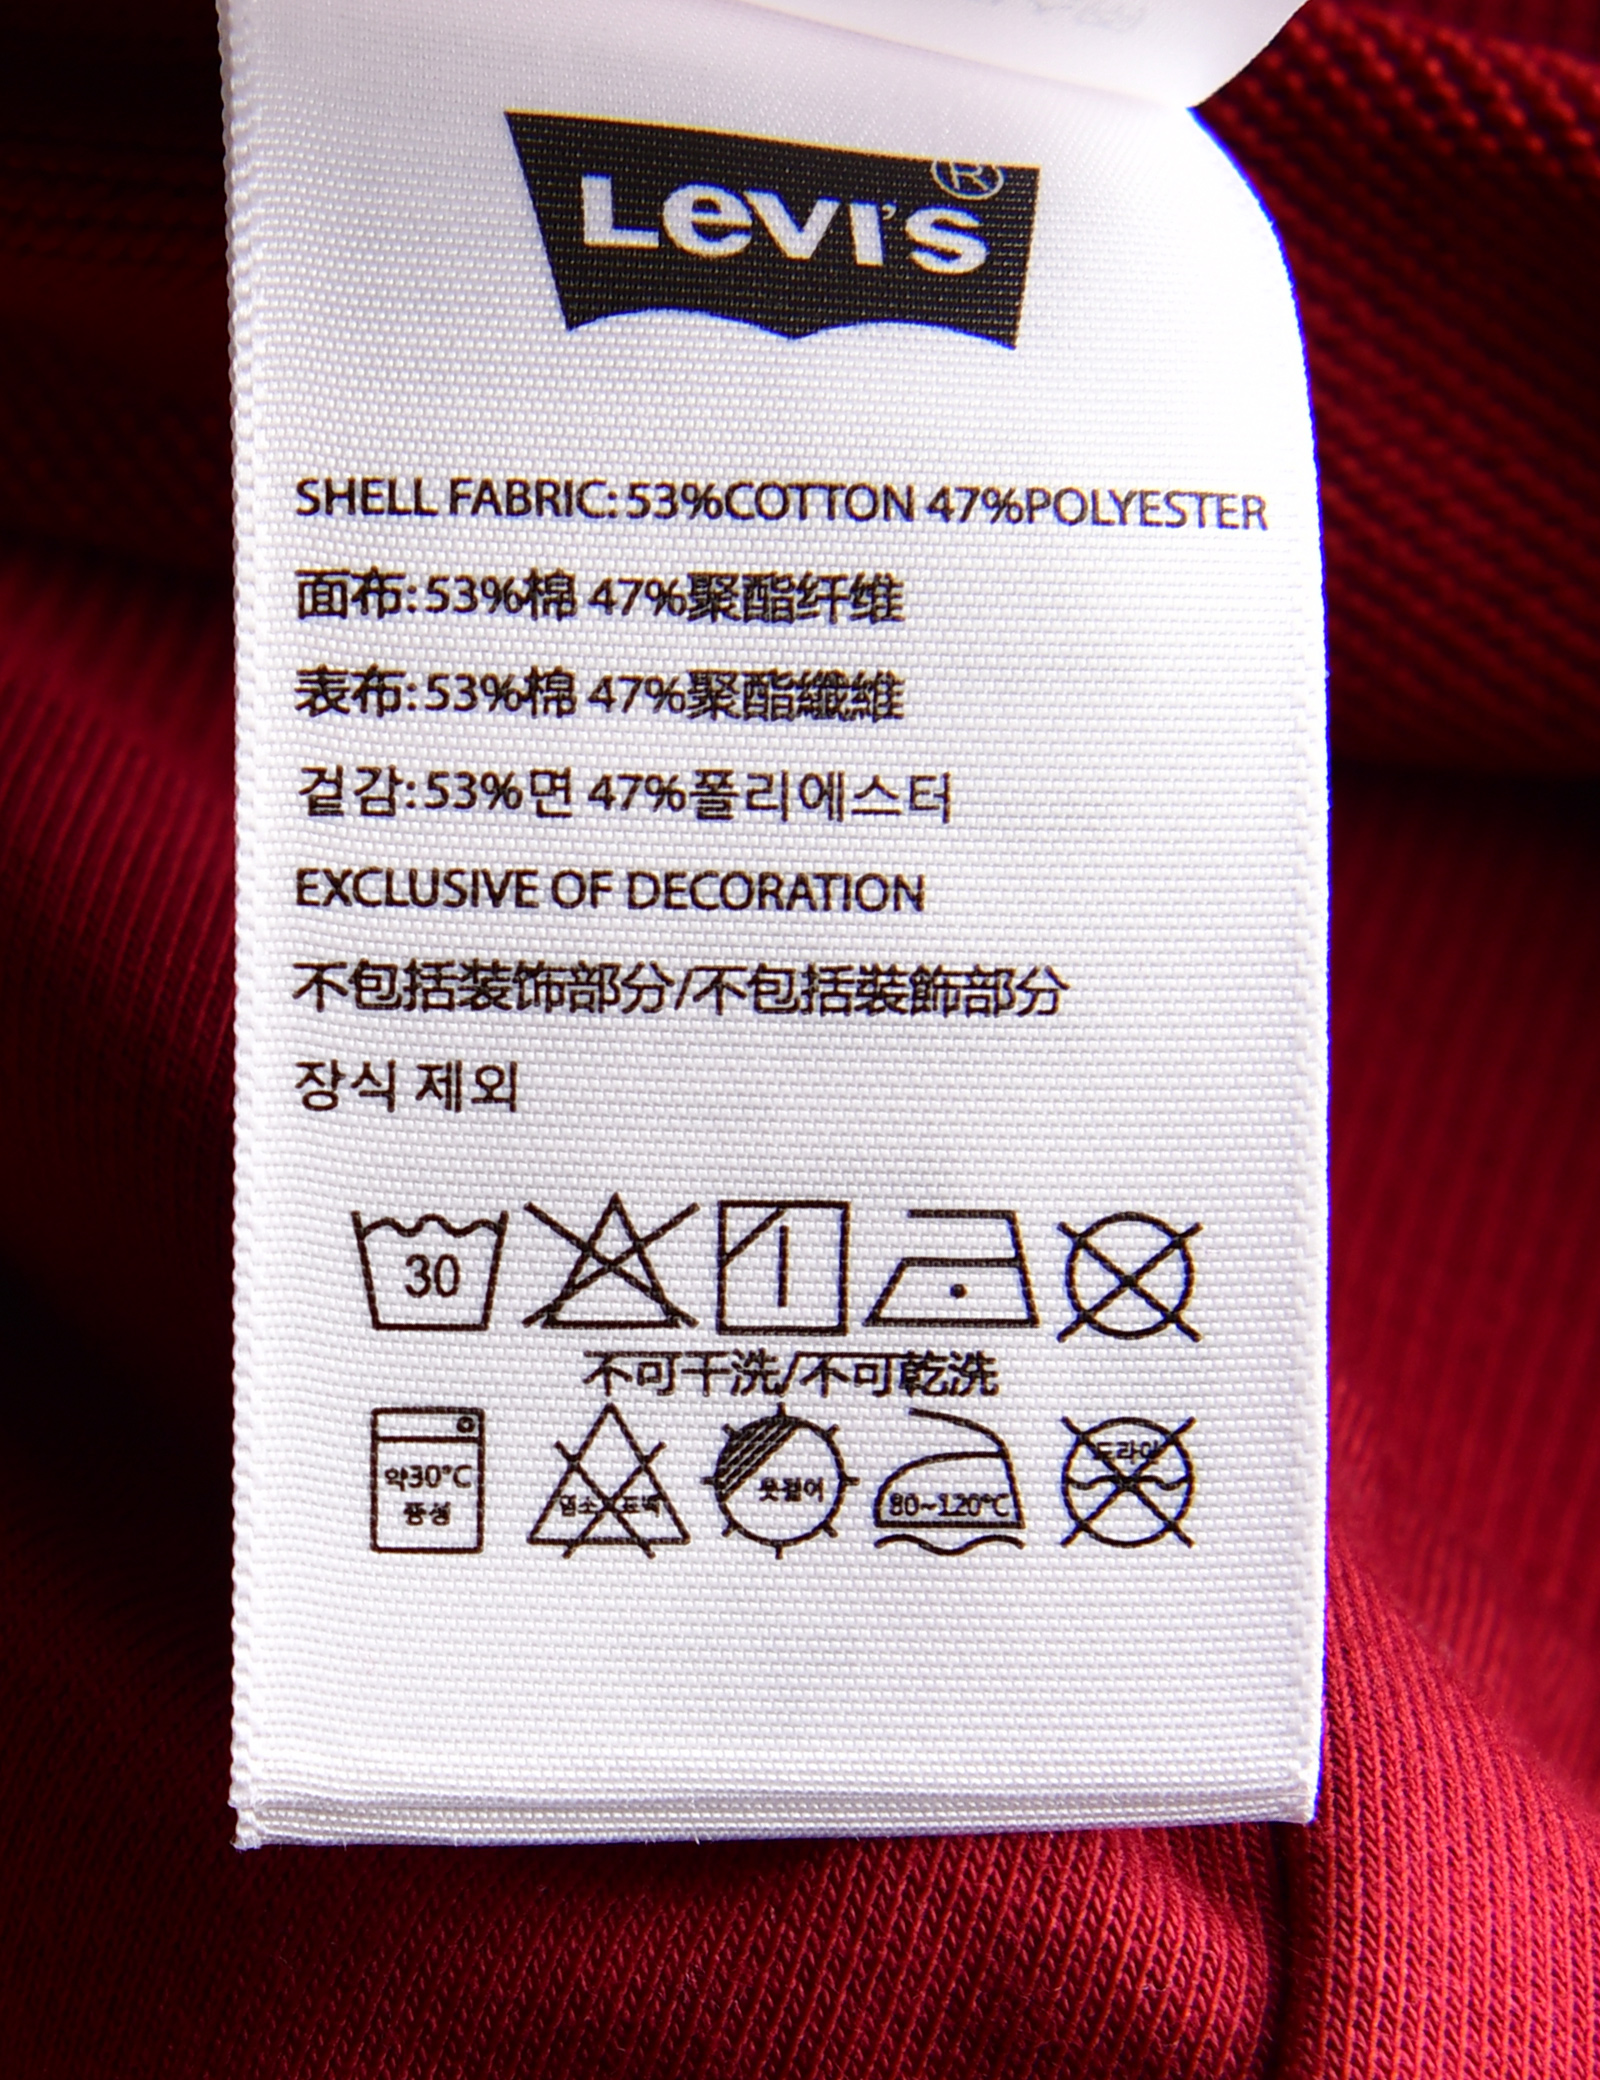 Levi's®
SHELL FABRIC: 53%COTTON 47%POLYESTER
面布:53%棉 47%聚酯纤维
表布:53%棉 47%聚酯纖維
겉감:53%면 47%폴리에스터
EXCLUSIVE OF DECORATION
不包括装饰部分/不包括裝飾部分
장식 제외
30
不可干洗/不可乾洗
약30°C 염소 표백 옷걸이 80~120°C 드라이
중성